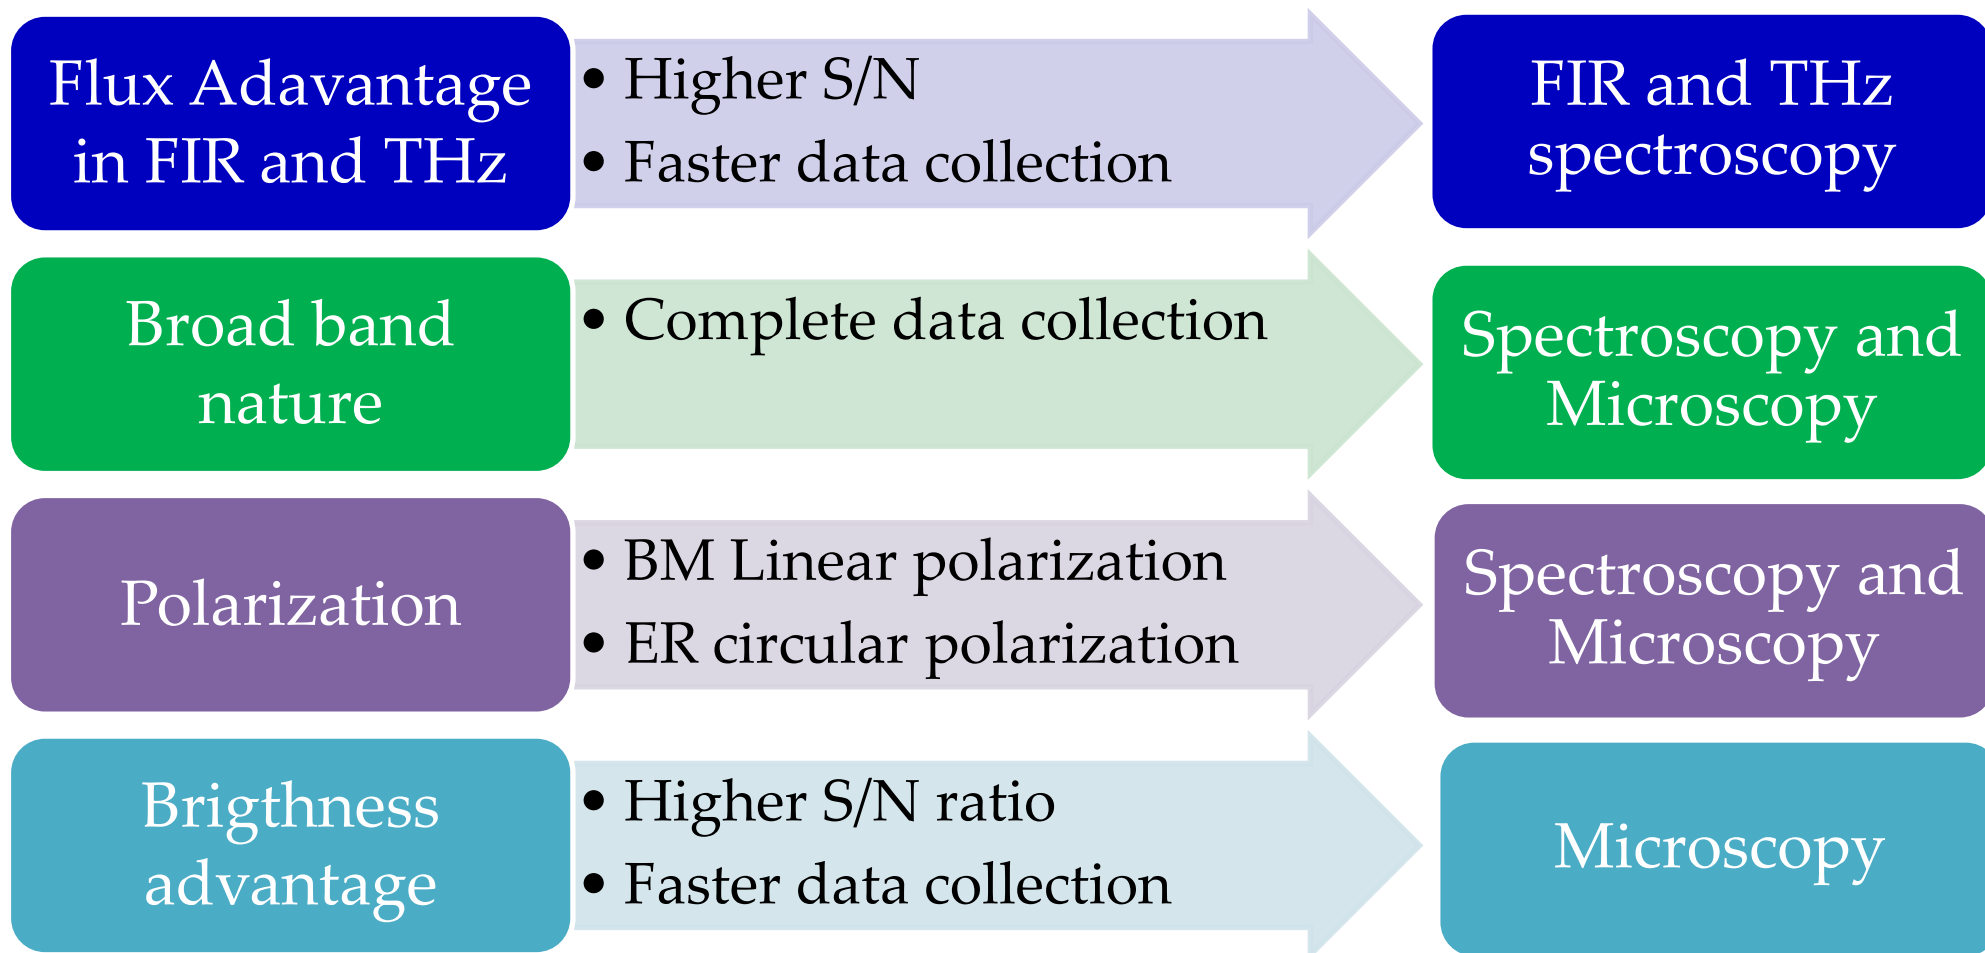 Flux Adavantage
in FIR and THz
• Higher S/N
• Faster data collection
FIR and THz
spectroscopy
Broad band
nature
• Complete data collection
Spectroscopy and
Microscopy
Polarization
• BM Linear polarization
• ER circular polarization
Spectroscopy and
Microscopy
Brigthness
advantage
• Higher S/N ratio
• Faster data collection
Microscopy